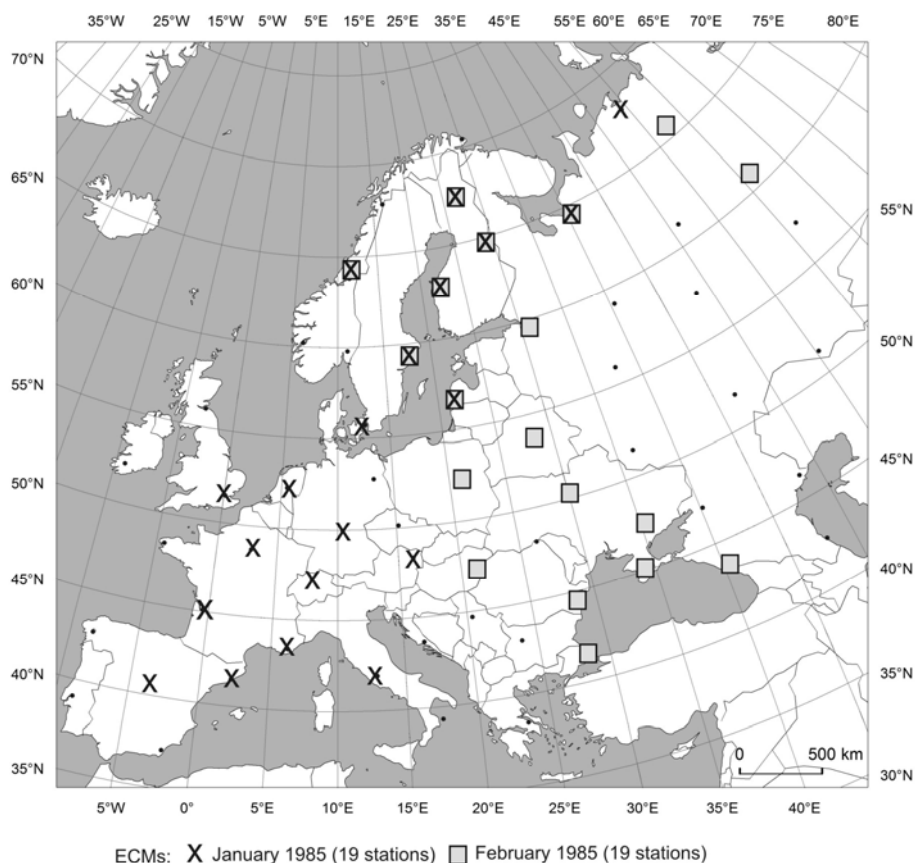 35°W 25°W 15°W 5°W 5°E 15°E 25°E 35°E 45°E 55°E 60°E 65°E 75°E 80°E
70°N
65°N
55°N
60°N
50°N
55°N
45°N
50°N
40°N
45°N
40°N
35°N
0 500 km
35°N
30°N
5°W 0° 5°E 10°E 15°E 20°E 25°E 30°E 35°E 40°E
ECMs: X January 1985 (19 stations) February 1985 (19 stations)